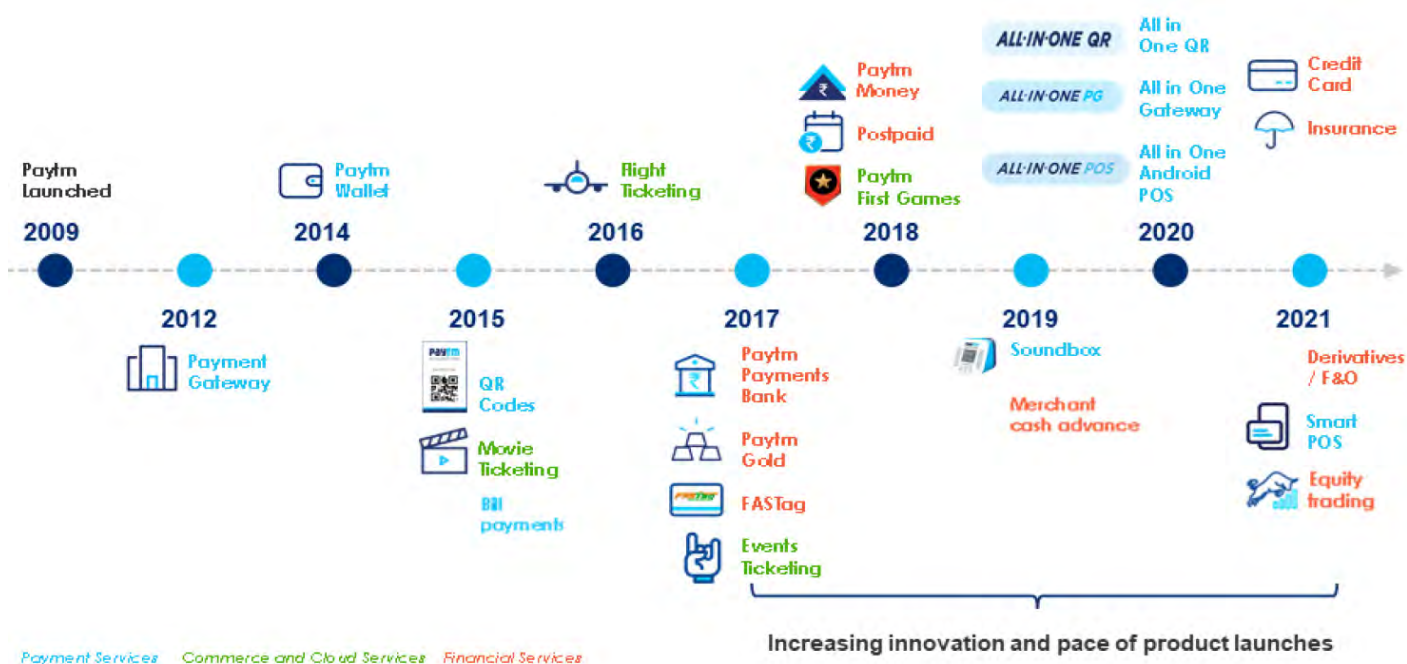 ALL·IN·ONE QR
All in
One QR
Paytm
Money
Credit
Card
ALL·IN·ONE PG
All in One
Gateway
Postpaid
Insurance
Paytm
Launched
Paytm
Wallet
Flight
Ticketing
Paytm
First Games
ALL·IN·ONE POS
All in One
Android
POS
2009
2014
2016
2018
2020
2012
2015
2017
2019
2021
Payment
Gateway
Paytm
QR
Codes
Movie
Ticketing
Bill
payments
Paytm
Payments
Bank
Paytm
Gold
FASTag
FASTag
Events
Ticketing
Soundbox
Merchant
cash advance
Derivatives
/ F&O
Smart
POS
Equity
trading
Increasing innovation and pace of product launches
Payment Services Commerce and Cloud Services Financial Services